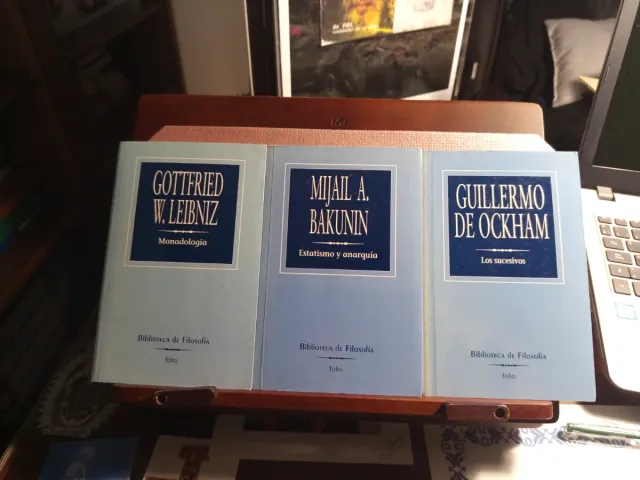 GOTTFRIED
W. LEIBNIZ
Monadología
Biblioteca de Filosofía
folio
MIJAIL A.
BAKUNIN
Estatismo y anarquía
Biblioteca de Filosofía
folio
GUILLERMO
DE OCKHAM
Los sucesivos
Biblioteca de Filosofía
folio